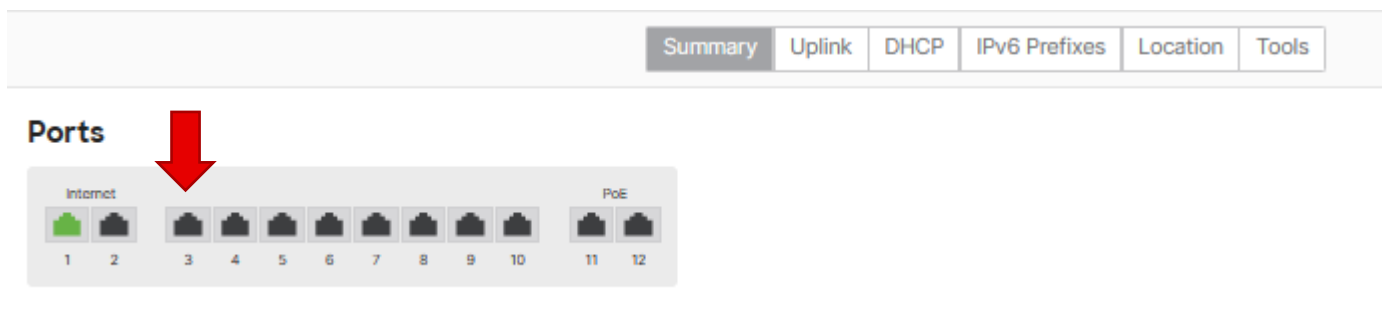 Summary Uplink DHCP IPv6 Prefixes Location Tools
Ports
Internet PoE
1 2 3 4 5 6 7 8 9 10 11 12